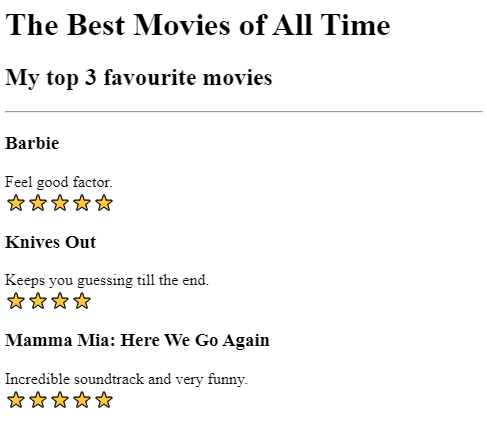 The Best Movies of All Time
My top 3 favourite movies
Barbie
Feel good factor.
⭐⭐⭐⭐⭐
Knives Out
Keeps you guessing till the end.
⭐⭐⭐⭐
Mamma Mia: Here We Go Again
Incredible soundtrack and very funny.
⭐⭐⭐⭐⭐